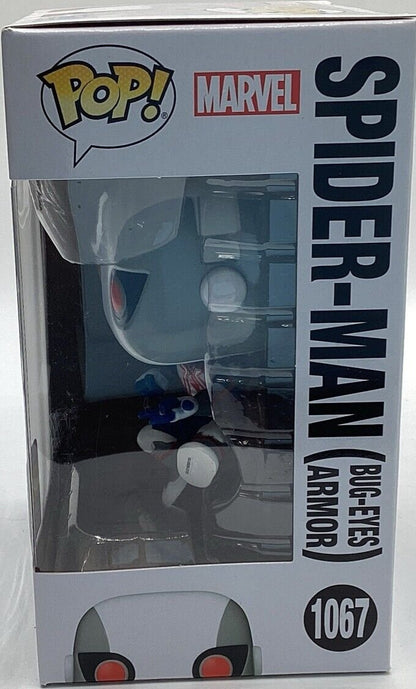 POP!
MARVEL
SPIDER-MAN (BUG-EYES
ARMOR)
1067